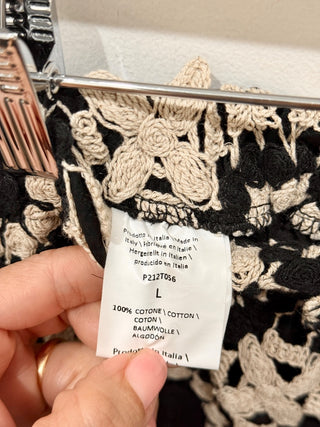 Prodotto in Italia \ Made in
Italy \ Fabriqué en Italie \
Hergestellt in Italien \
Producido en Italia
P2127056
L
100% COTONE \ COTTON \
COTON \
BAUMWOLLE \
ALGODON
Prodotto in Italia \